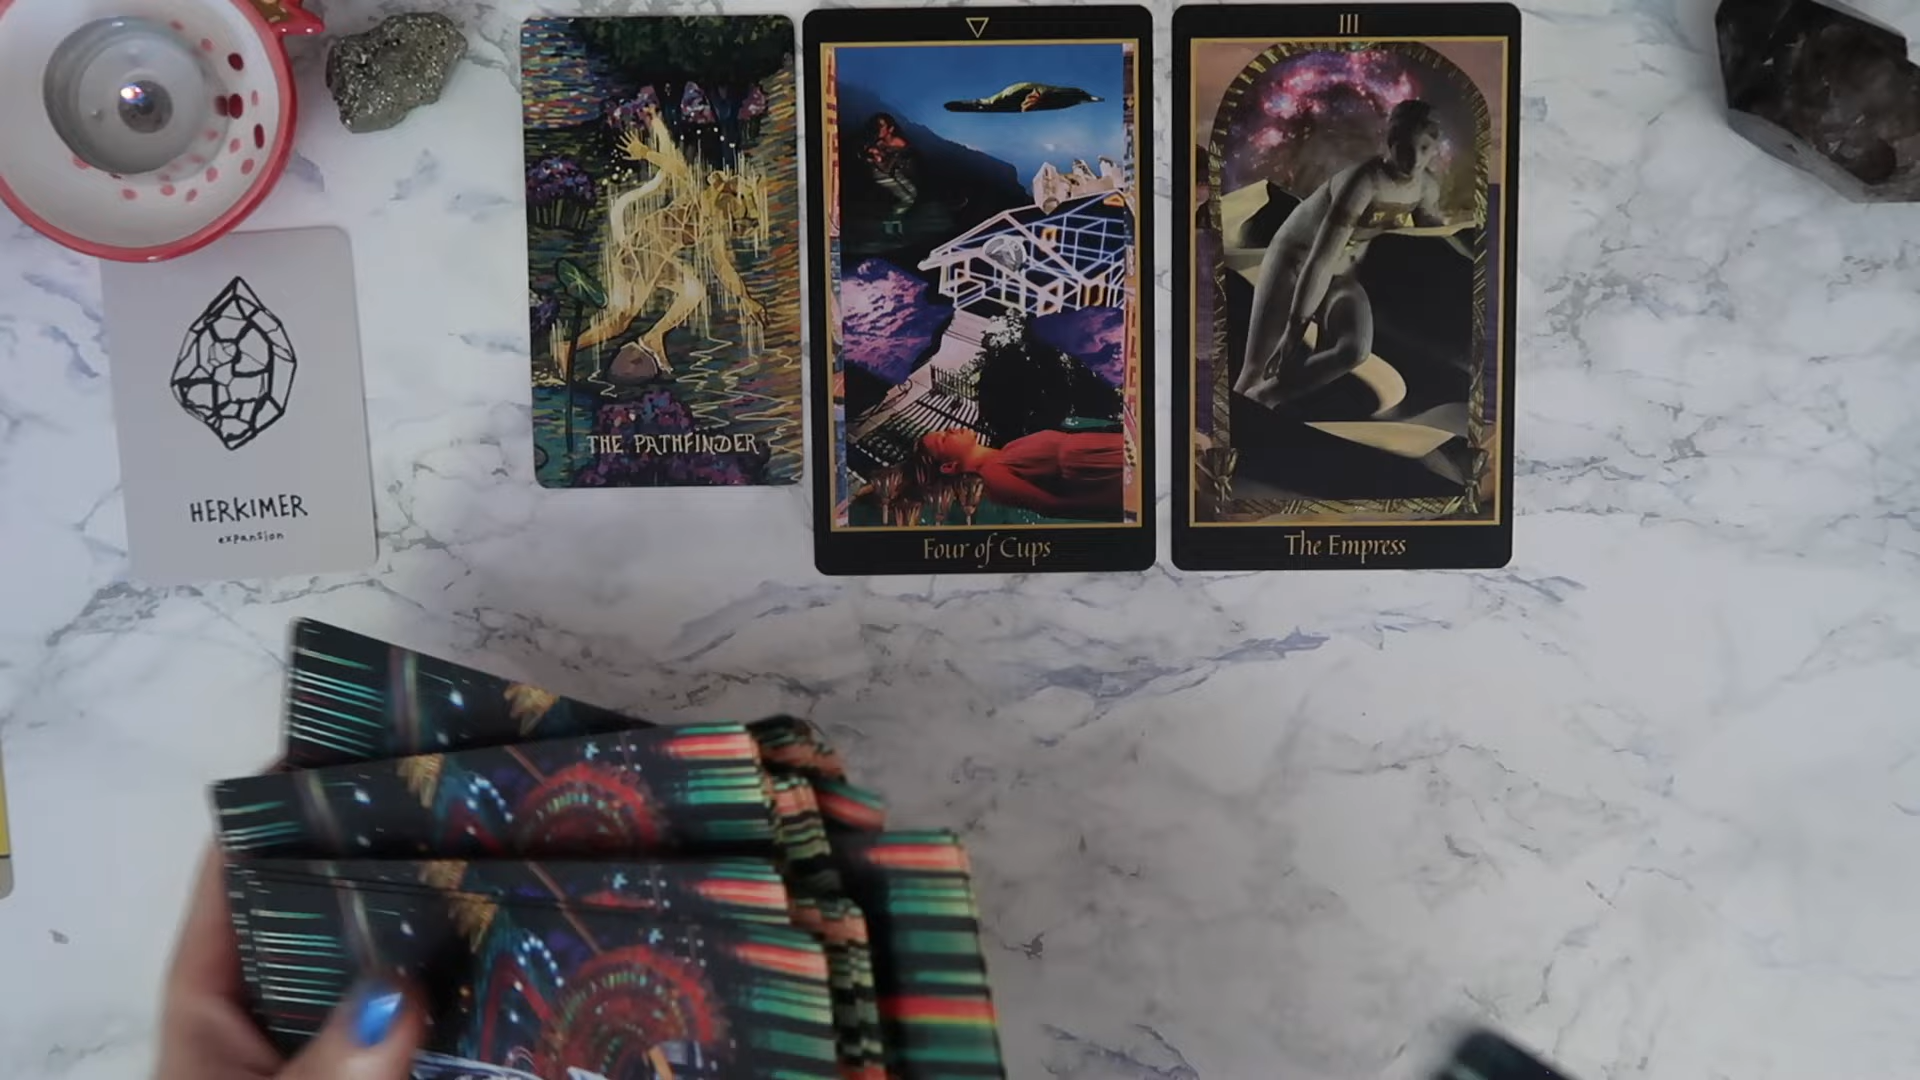 HERKIMER
expansion
THE PATHFINDER
Four of Cups
III
The Empress